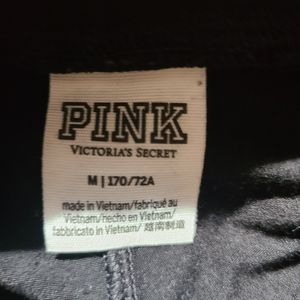 PINK
VICTORIA'S SECRET
M | 170/72A
made in Vietnam/fabriqué au
Vietnam/hecho en Vietnam/
fabbricato in Vietnam/ 越南制造